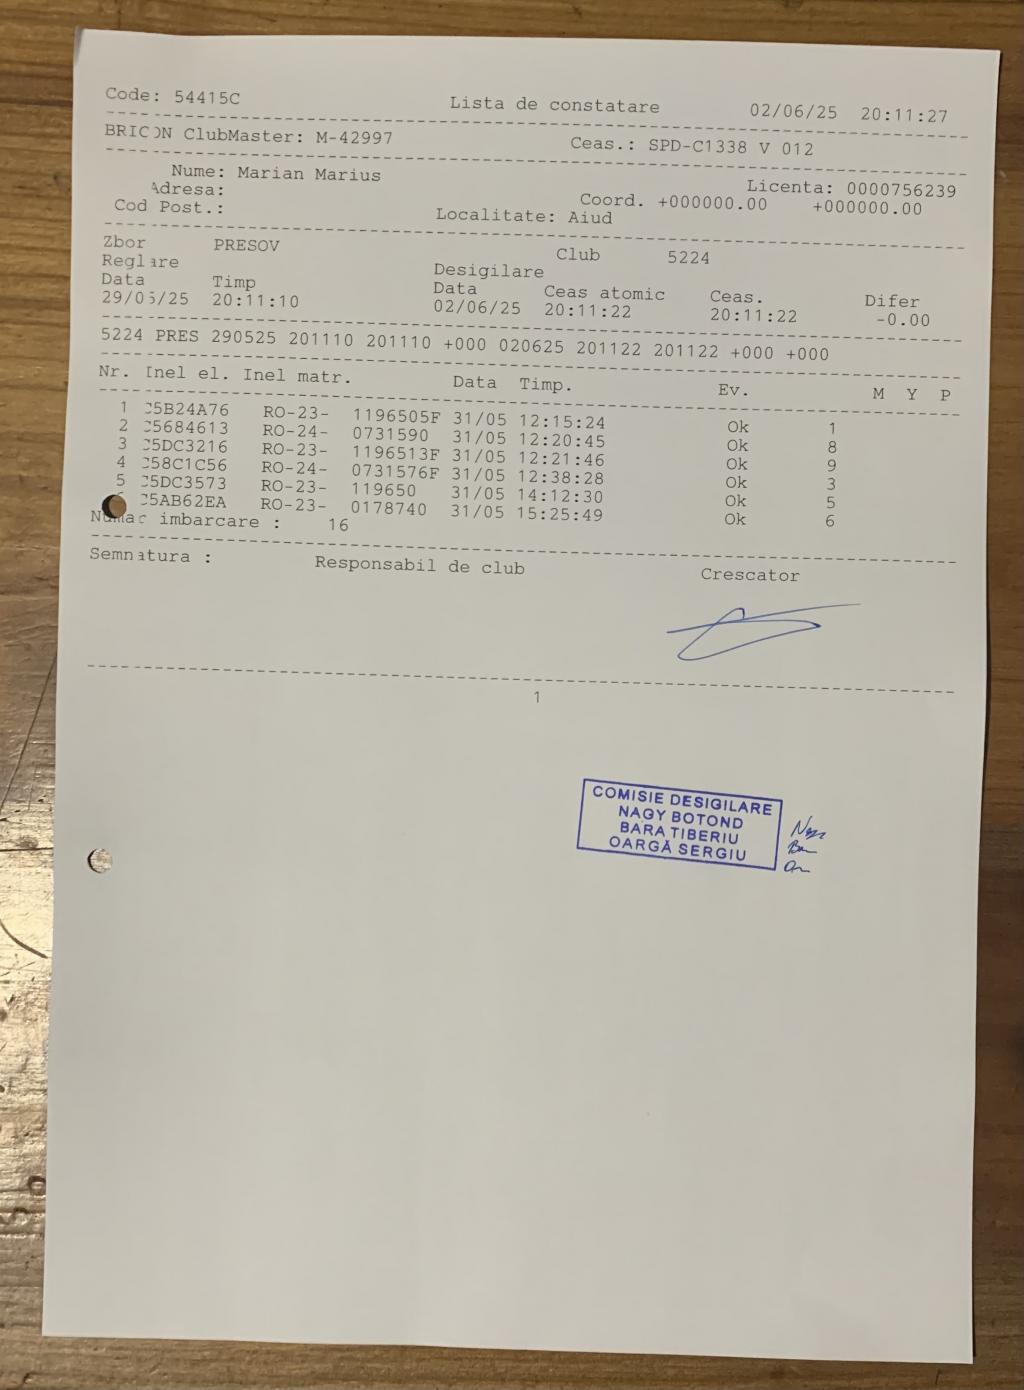 Code: 54415C Lista de constatare 02/06/25 20:11:27
BRICON ClubMaster: M-42997 Ceas.: SPD-C1338 V 012
Nume: Marian Marius Licenta: 0000756239
Adresa: Coord. +000000.00 +000000.00
Cod Post.: Localitate: Aiud
Zbor PRESOV Club 5224
Reglare Desigilare
Data Timp Data Ceas atomic Ceas. Difer
29/05/25 20:11:10 02/06/25 20:11:22 20:11:22 -0.00
5224 PRES 290525 201110 201110 +000 020625 201122 201122 +000 +000
Nr. Inel el. Inel matr. Data Timp. Ev. M Y P
1 C5B24A76 RO-23- 1196505F 31/05 12:15:24 Ok 1
2 C5684613 RO-24- 0731590 31/05 12:20:45 Ok 8
3 C5DC3216 RO-23- 1196513F 31/05 12:21:46 Ok 9
4 C58C1C56 RO-24- 0731576F 31/05 12:38:28 Ok 3
5 C5DC3573 RO-23- 119650 31/05 14:12:30 Ok 5
6 C5AB62EA RO-23- 0178740 31/05 15:25:49 Ok 6
Numar imbarcare : 16
Semnatura : Responsabil de club Crescator
1
COMISIE DESIGILARE
NAGY BOTOND
BARA TIBERIU
OARGĂ SERGIU